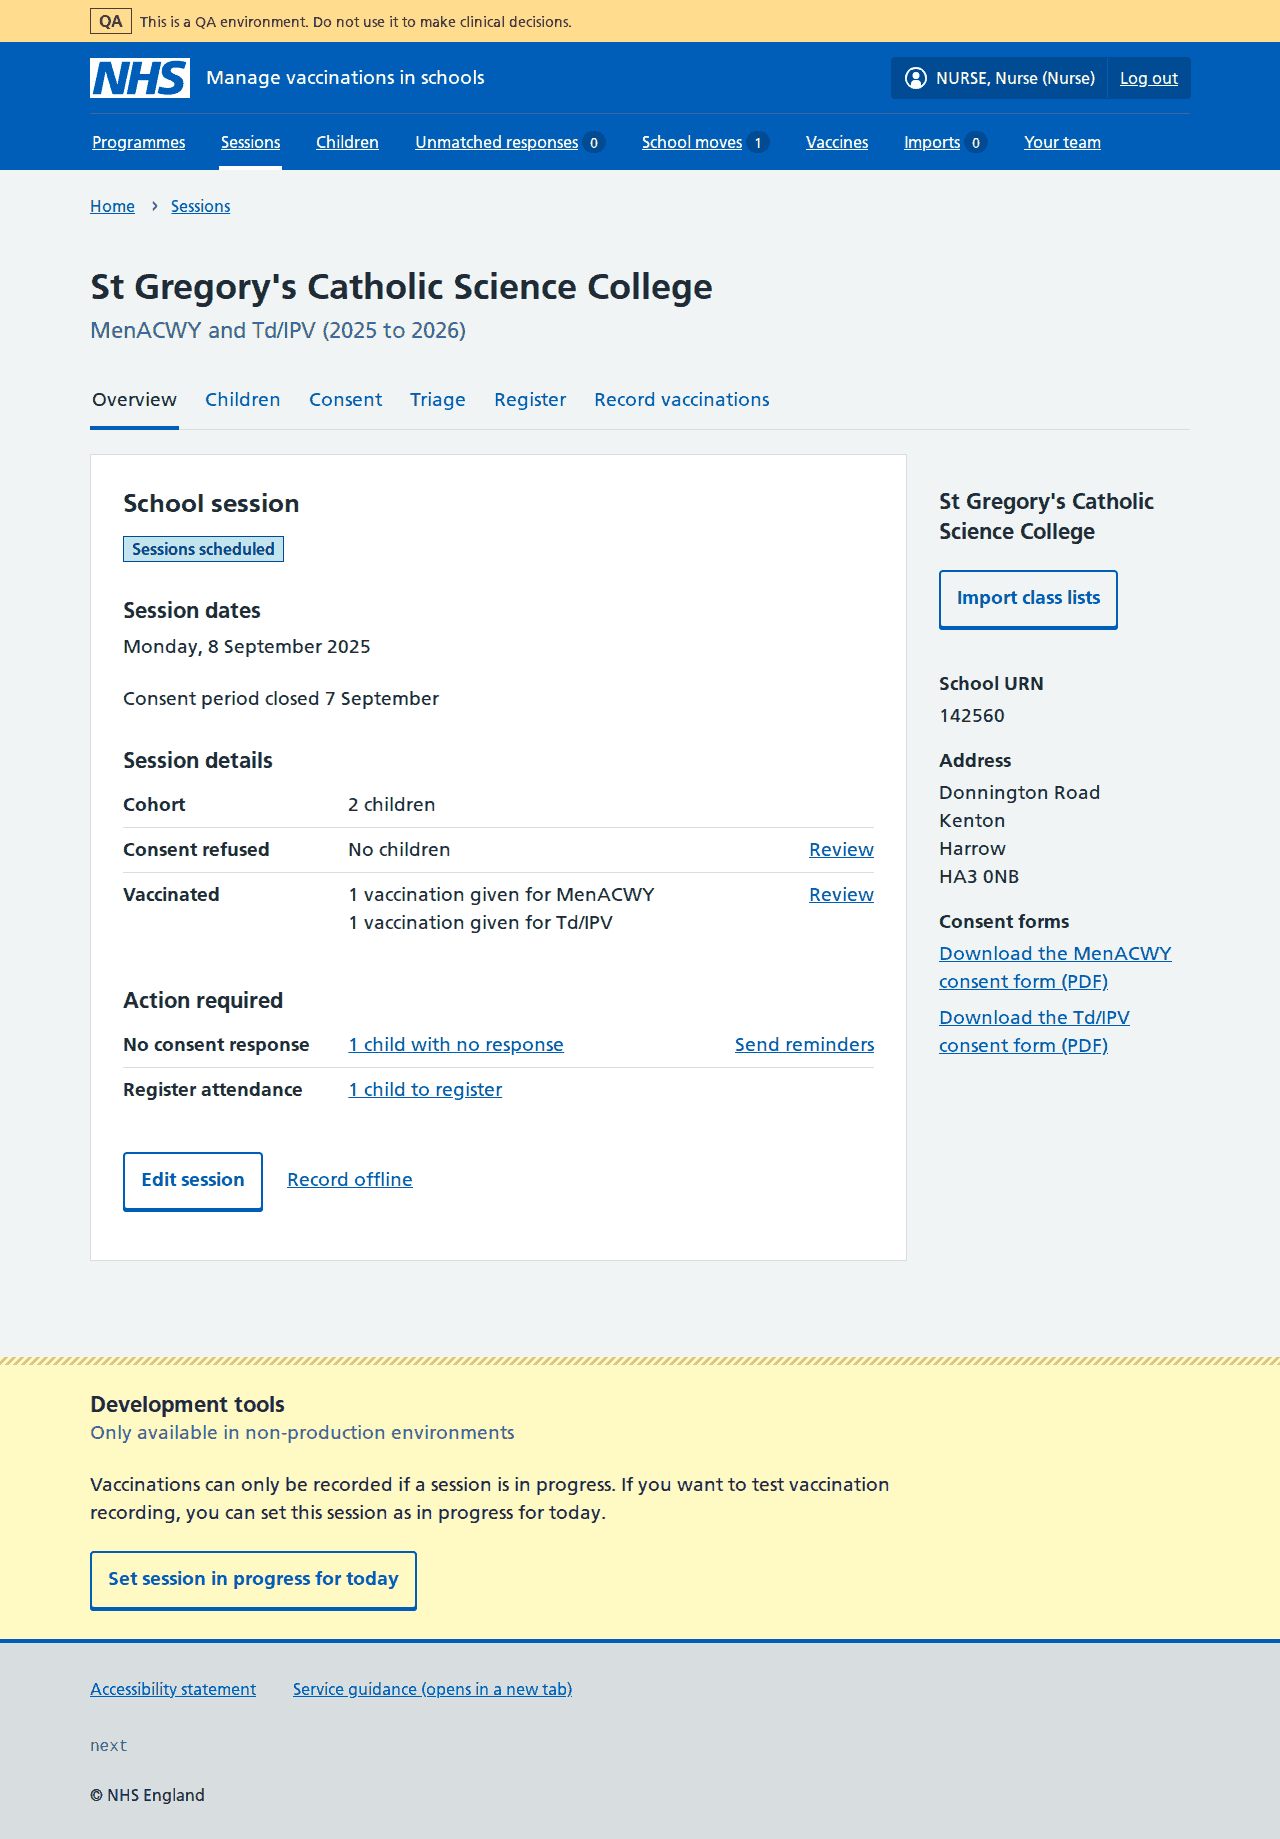 QA This is a QA environment. Do not use it to make clinical decisions.
NHS Manage vaccinations in schools NURSE, Nurse (Nurse) Log out
Programmes Sessions Children Unmatched responses 0 School moves 1 Vaccines Imports 0 Your team
Home › Sessions
St Gregory's Catholic Science College
MenACWY and Td/IPV (2025 to 2026)
Overview Children Consent Triage Register Record vaccinations
School session
Sessions scheduled
Session dates
Monday, 8 September 2025
Consent period closed 7 September
Session details
Cohort 2 children
Consent refused No children Review
Vaccinated 1 vaccination given for MenACWY Review
1 vaccination given for Td/IPV
Action required
No consent response 1 child with no response Send reminders
Register attendance 1 child to register
Edit session Record offline
St Gregory's Catholic
Science College
Import class lists
School URN
142560
Address
Donnington Road
Kenton
Harrow
HA3 0NB
Consent forms
Download the MenACWY
consent form (PDF)
Download the Td/IPV
consent form (PDF)
Development tools
Only available in non-production environments
Vaccinations can only be recorded if a session is in progress. If you want to test vaccination
recording, you can set this session as in progress for today.
Set session in progress for today
Accessibility statement Service guidance (opens in a new tab)
next
© NHS England